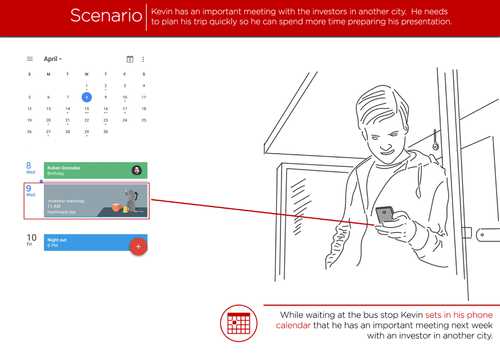 Scenario
Kevin has an important meeting with the investors in another city. He needs
to plan his trip quickly so he can spend more time preparing his presentation.
April
S M T W T F S
1 2 3 4
5 6 7 8 9 10 11
12 13 14 15 16 17 18
19 20 21 22 23 24 25
26 27 28 29 30
8
Wed
Birthday
9
Wed
Investor meeting
11 AM
10
Fri
Night out
6 PM
While waiting at the bus stop Kevin sets in his phone
calendar that he has an important meeting next week
with an investor in another city.